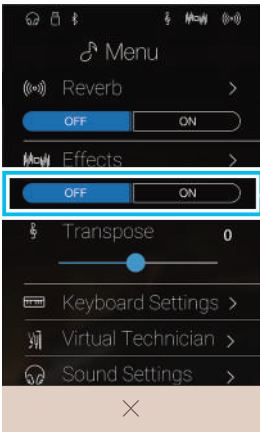 Menu
Reverb
OFF ON
Effects
OFF ON
Transpose 0
Keyboard Settings
Virtual Technician
Sound Settings